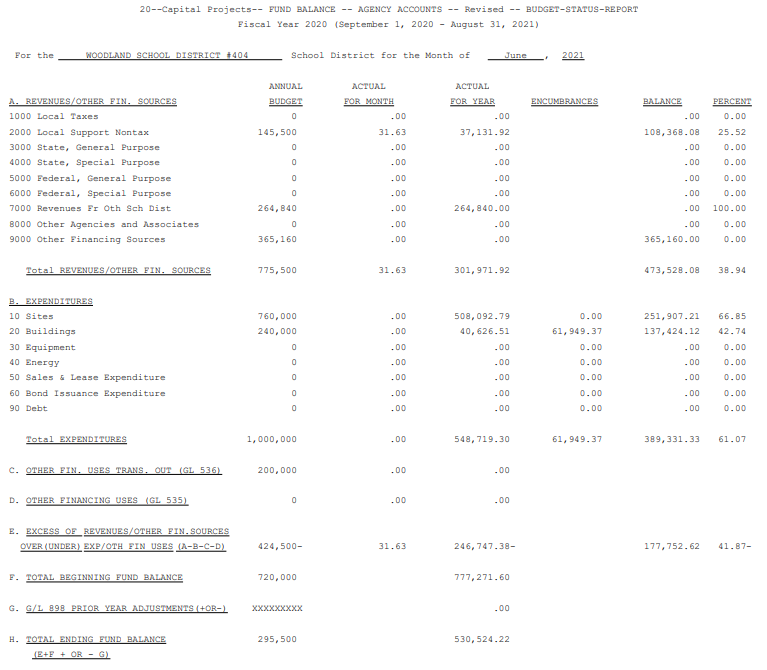 20--Capital Projects-- FUND BALANCE -- AGENCY ACCOUNTS -- Revised -- BUDGET-STATUS-REPORT
Fiscal Year 2020 (September 1, 2020 - August 31, 2021)
For the WOODLAND SCHOOL DISTRICT #404 School District for the Month of June , 2021
ANNUAL ACTUAL ACTUAL
A. REVENUES/OTHER FIN. SOURCES BUDGET FOR MONTH FOR YEAR ENCUMBRANCES BALANCE PERCENT
1000 Local Taxes 0 .00 .00 .00 0.00
2000 Local Support Nontax 145,500 31.63 37,131.92 108,368.08 25.52
3000 State, General Purpose 0 .00 .00 .00 0.00
4000 State, Special Purpose 0 .00 .00 .00 0.00
5000 Federal, General Purpose 0 .00 .00 .00 0.00
6000 Federal, Special Purpose 0 .00 .00 .00 0.00
7000 Revenues Fr Oth Sch Dist 264,840 .00 264,840.00 .00 100.00
8000 Other Agencies and Associates 0 .00 .00 .00 0.00
9000 Other Financing Sources 365,160 .00 .00 365,160.00 0.00
Total REVENUES/OTHER FIN. SOURCES 775,500 31.63 301,971.92 473,528.08 38.94
B. EXPENDITURES
10 Sites 760,000 .00 508,092.79 0.00 251,907.21 66.85
20 Buildings 240,000 .00 40,626.51 61,949.37 137,424.12 42.74
30 Equipment 0 .00 .00 0.00 .00 0.00
40 Energy 0 .00 .00 0.00 .00 0.00
50 Sales & Lease Expenditure 0 .00 .00 0.00 .00 0.00
60 Bond Issuance Expenditure 0 .00 .00 0.00 .00 0.00
90 Debt 0 .00 .00 0.00 .00 0.00
Total EXPENDITURES 1,000,000 .00 548,719.30 61,949.37 389,331.33 61.07
C. OTHER FIN. USES TRANS. OUT (GL 536) 200,000 .00 .00
D. OTHER FINANCING USES (GL 535) 0 .00 .00
E. EXCESS OF REVENUES/OTHER FIN.SOURCES
OVER(UNDER) EXP/OTH FIN USES (A-B-C-D) 424,500- 31.63 246,747.38- 177,752.62 41.87-
F. TOTAL BEGINNING FUND BALANCE 720,000 777,271.60
G. G/L 898 PRIOR YEAR ADJUSTMENTS(+OR-) XXXXXXXXX .00
H. TOTAL ENDING FUND BALANCE 295,500 530,524.22
(E+F + OR - G)